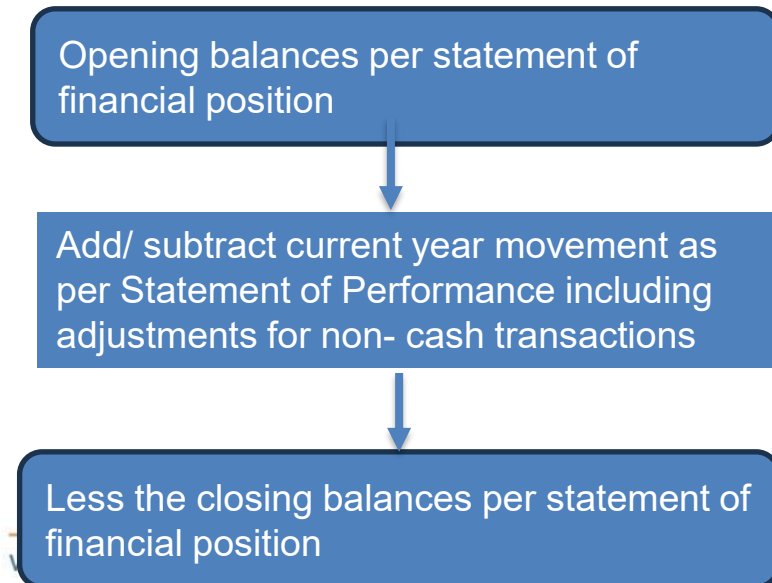 Opening balances per statement of
financial position
Add/ subtract current year movement as
per Statement of Performance including
adjustments for non- cash transactions
Less the closing balances per statement of
financial position